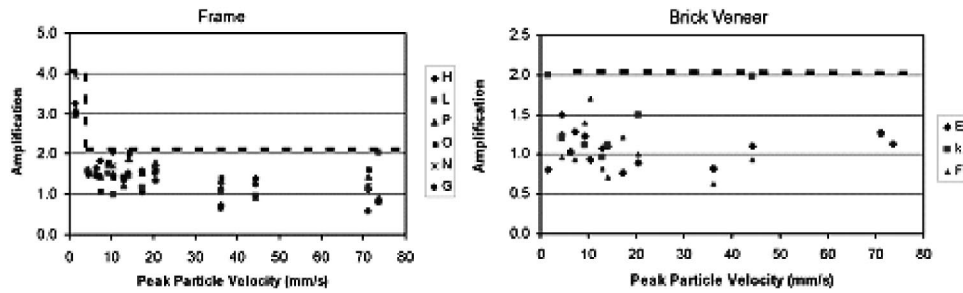 Frame
5.0
4.0
3.0
2.0
1.0
0.0
Amplification
0 10 20 30 40 50 60 70 80
Peak Particle Velocity (mm/s)
H
L
P
O
N
G
Brick Veneer
2.5
2.0
1.5
1.0
0.5
0.0
Amplification
0 10 20 30 40 50 60 70 80
Peak Particle Velocity (mm/s)
E
k
F